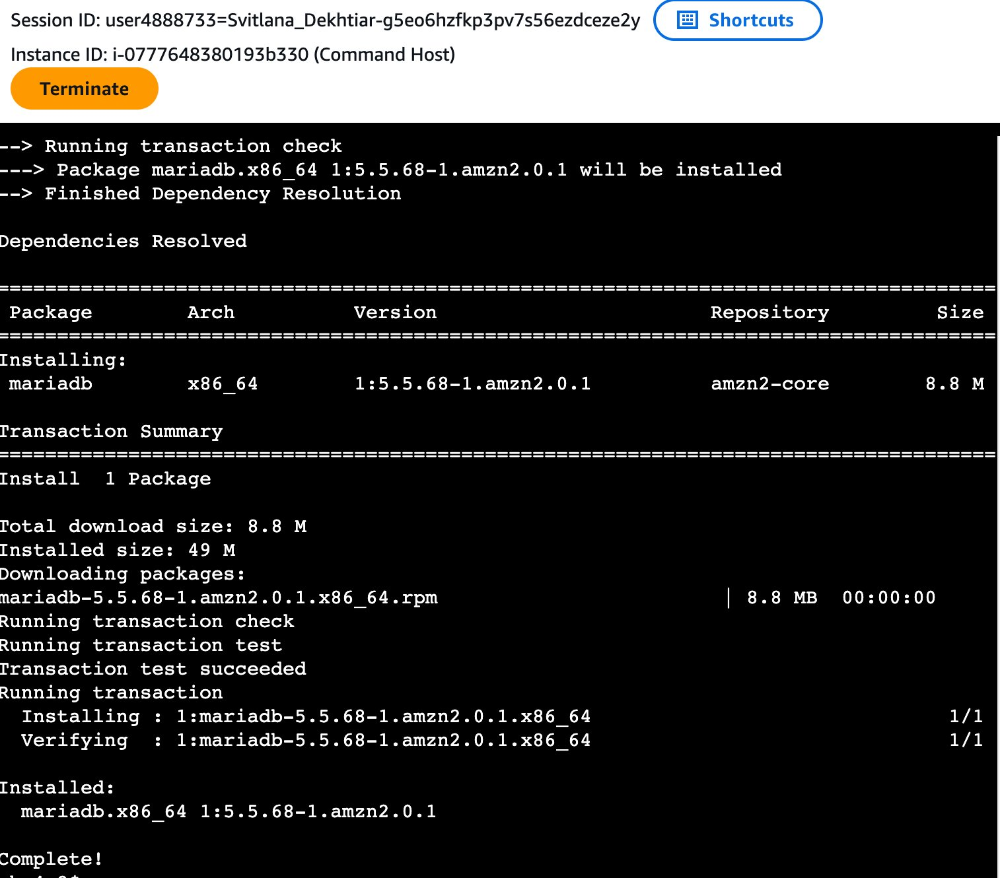 Session ID: user4888733=Svitlana_Dekhtiar-g5eo6hzfkp3pv7s56ezdceze2y
Shortcuts
Instance ID: i-0777648380193b330 (Command Host)
Terminate
--> Running transaction check
---> Package mariadb.x86_64 1:5.5.68-1.amzn2.0.1 will be installed
--> Finished Dependency Resolution
Dependencies Resolved
================================================================================
Package Arch Version Repository Size
================================================================================
Installing:
mariadb x86_64 1:5.5.68-1.amzn2.0.1 amzn2-core 8.8 M
Transaction Summary
================================================================================
Install 1 Package
Total download size: 8.8 M
Installed size: 49 M
Downloading packages:
mariadb-5.5.68-1.amzn2.0.1.x86_64.rpm | 8.8 MB 00:00:00
Running transaction check
Running transaction test
Transaction test succeeded
Running transaction
Installing : 1:mariadb-5.5.68-1.amzn2.0.1.x86_64 1/1
Verifying : 1:mariadb-5.5.68-1.amzn2.0.1.x86_64 1/1
Installed:
mariadb.x86_64 1:5.5.68-1.amzn2.0.1
Complete!